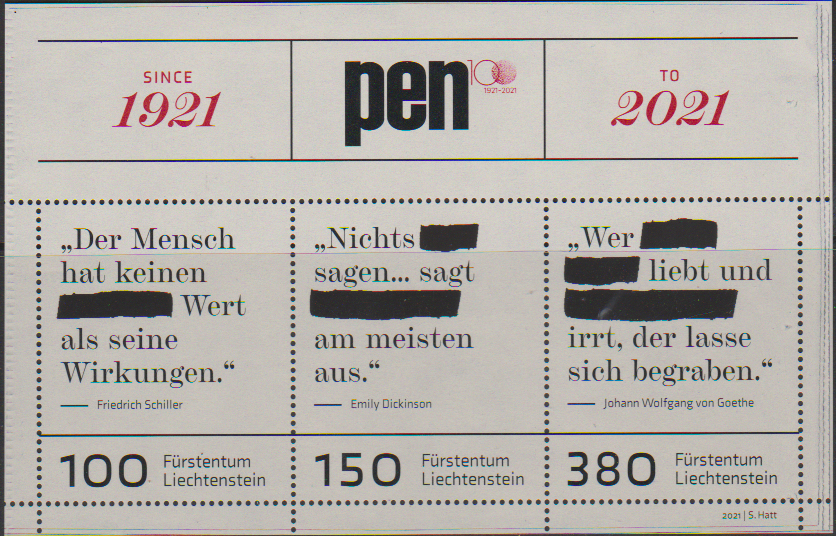 SINCE
1921
pen 100
1921-2021
TO
2021
„Der Mensch
hat keinen
Wert
als seine
Wirkungen.“
Friedrich Schiller
„Nichts
sagen... sagt
am meisten
aus.“
Emily Dickinson
„Wer
liebt und
irrt, der lasse
sich begraben.“
Johann Wolfgang von Goethe
100 Fürstentum
Liechtenstein
150 Fürstentum
Liechtenstein
380 Fürstentum
Liechtenstein
2021 | S. Hatt